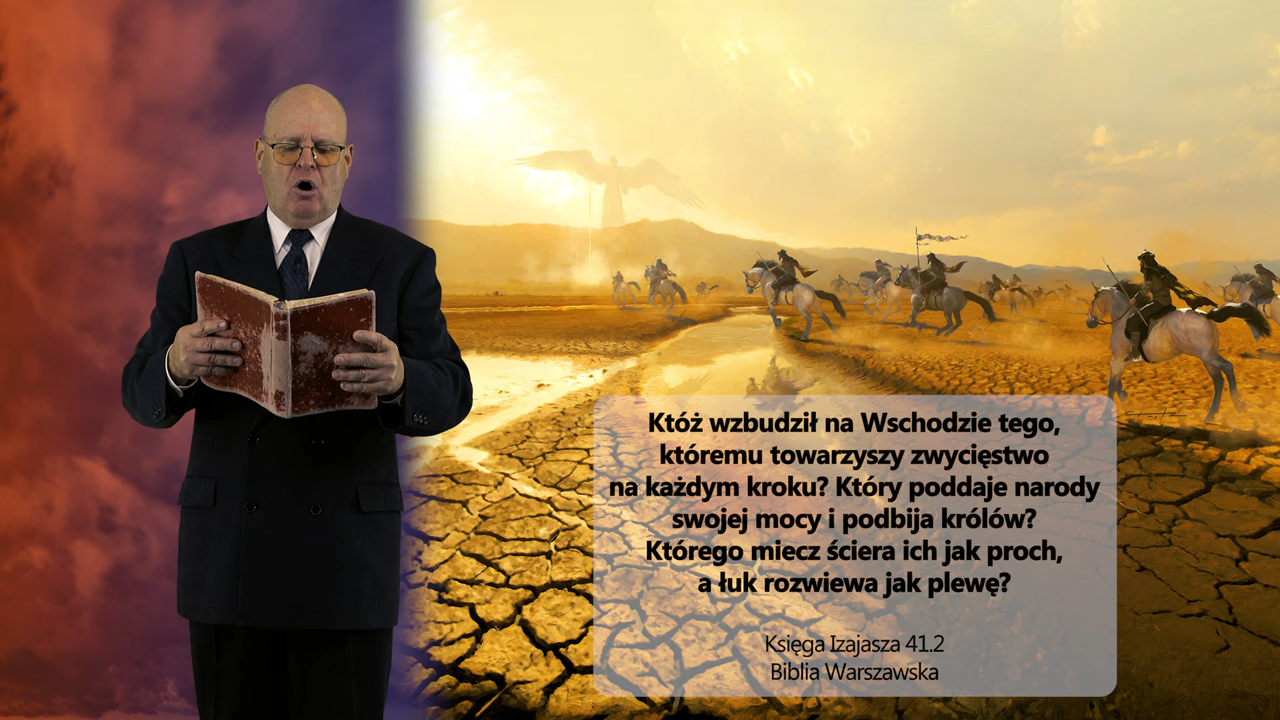 Któż wzbudził na Wschodzie tego,
któremu towarzyszy zwycięstwo
na każdym kroku? Który poddaje narody
swojej mocy i podbija królów?
Którego miecz ściera ich jak proch,
a łuk rozwiewa jak plewę?
Księga Izajasza 41.2
Biblia Warszawska